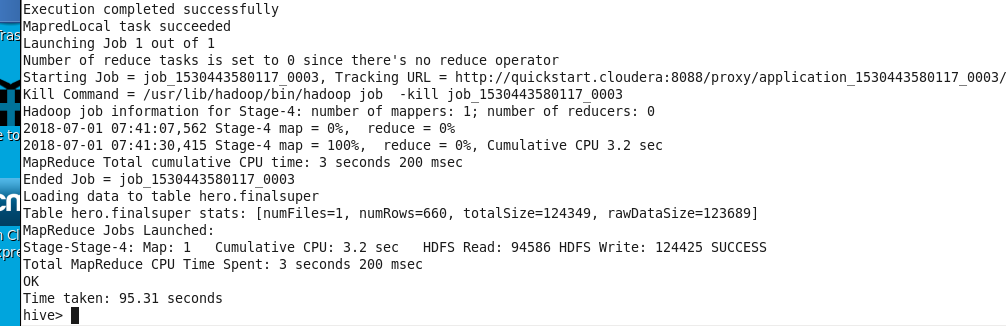 Execution completed successfully
MapredLocal task succeeded
Launching Job 1 out of 1
Number of reduce tasks is set to 0 since there's no reduce operator
Starting Job = job_1530443580117_0003, Tracking URL = http://quickstart.cloudera:8088/proxy/application_1530443580117_0003/
Kill Command = /usr/lib/hadoop/bin/hadoop job  -kill job_1530443580117_0003
Hadoop job information for Stage-4: number of mappers: 1; number of reducers: 0
2018-07-01 07:41:07,562 Stage-4 map = 0%,  reduce = 0%
2018-07-01 07:41:30,415 Stage-4 map = 100%,  reduce = 0%, Cumulative CPU 3.2 sec
MapReduce Total cumulative CPU time: 3 seconds 200 msec
Ended Job = job_1530443580117_0003
Loading data to table hero.finalsuper
Table hero.finalsuper stats: [numFiles=1, numRows=660, totalSize=124349, rawDataSize=123689]
MapReduce Jobs Launched:
Stage-Stage-4: Map: 1   Cumulative CPU: 3.2 sec   HDFS Read: 94586 HDFS Write: 124425 SUCCESS
Total MapReduce CPU Time Spent: 3 seconds 200 msec
OK
Time taken: 95.31 seconds
hive>